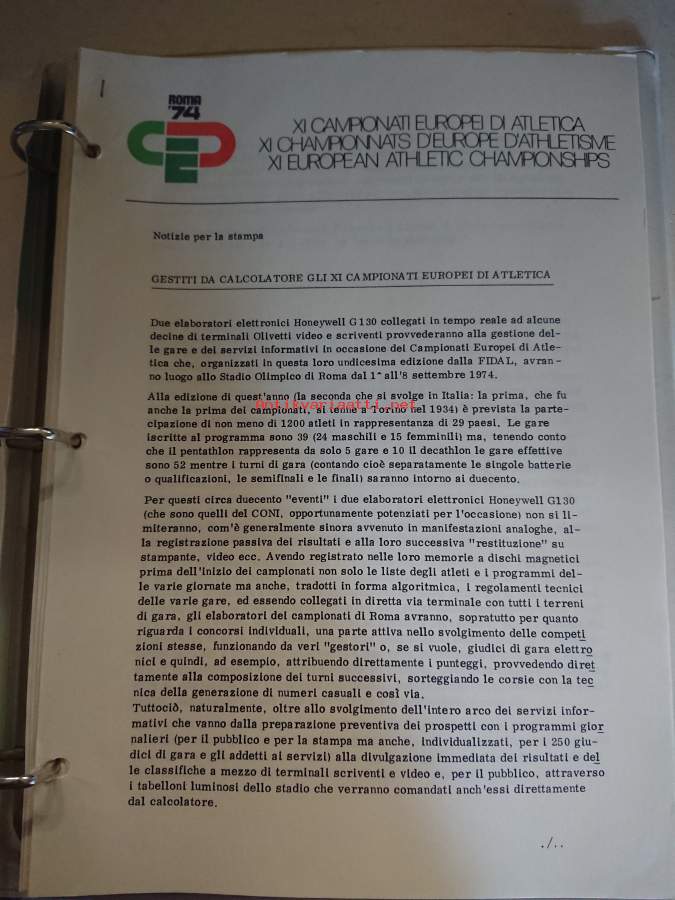 ROMA
'74
XI CAMPIONATI EUROPEI DI ATLETICA
XI CHAMPIONNATS D'EUROPE D'ATHLETISME
XI EUROPEAN ATHLETIC CHAMPIONSHIPS
Notizie per la stampa
GESTITI DA CALCOLATORE GLI XI CAMPIONATI EUROPEI DI ATLETICA
Due elaboratori elettronici Honeywell G130 collegati in tempo reale ad alcune
decine di terminali Olivetti video e scriventi provvederanno alla gestione del-
le gare e dei servizi informativi in occasione dei Campionati Europei di Atle-
tica che, organizzati in questa loro undicesima edizione dalla FIDAL, avran-
no luogo allo Stadio Olimpico di Roma dal 1° all'8 settembre 1974.
Alla edizione di quest'anno (la seconda che si svolge in Italia: la prima, che fu
anche la prima dei campionati, si tenne a Torino nel 1934) è prevista la parte-
Antikvariaatti.net
cipazione di non meno di 1200 atleti in rappresentanza di 29 paesi. Le gare
iscritte al programma sono 39 (24 maschili e 15 femminili) ma, tenendo conto
che il pentathlon rappresenta da solo 5 gare e 10 il decathlon le gare effettive
sono 52 mentre i turni di gara (contando cioè separatamente le singole batterie
o qualificazioni, le semifinali e le finali) saranno intorno ai duecento.
Per questi circa duecento "eventi" i due elaboratori elettronici Honeywell G130
(che sono quelli del CONI, opportunamente potenziati per l'occasione) non si li-
miteranno, com'è generalmente sinora avvenuto in manifestazioni analoghe, al-
la registrazione passiva dei risultati e alla loro successiva "restituzione" su
stampante, video ecc. Avendo registrato nelle loro memorie a dischi magnetici
prima dell'inizio dei campionati non solo le liste degli atleti e i programmi del-
le varie giornate ma anche, tradotti in forma algoritmica, i regolamenti tecnici
delle varie gare, ed essendo collegati in diretta via terminale con tutti i terreni
di gara, gli elaboratori dei campionati di Roma avranno, sopratutto per quanto
riguarda i concorsi individuali, una parte attiva nello svolgimento delle competi
zioni stesse, funzionando da veri "gestori" o, se si vuole, giudici di gara elettro
nici e quindi, ad esempio, attribuendo direttamente i punteggi, provvedendo diret
tamente alla composizione dei turni successivi, sorteggiando le corsie con la tec
nica della generazione di numeri casuali e così via.
Tuttociò, naturalmente, oltre allo svolgimento dell'intero arco dei servizi infor-
mativi che vanno dalla preparazione preventiva dei prospetti con i programmi gior
nalieri (per il pubblico e per la stampa ma anche, individualizzati, per i 250 giu-
dici di gara e gli addetti ai servizi) alla divulgazione immediata dei risultati e del
le classifiche a mezzo di terminali scriventi e video e, per il pubblico, attraverso
i tabelloni luminosi dello stadio che verranno comandati anch'essi direttamente
dal calcolatore.
./..